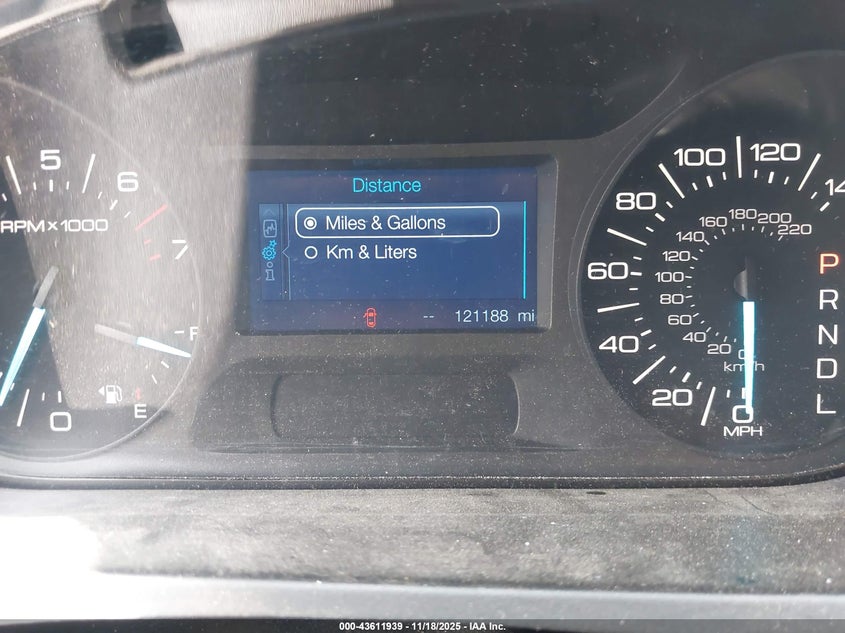 5
6
7
RPM x 1000
0
F
E
Distance
Miles & Gallons
Km & Liters
i
-- 121188 mi
20
40
60
80
100
120
14
20
40
60
80
100
120
140
160
180
200
220
0
km/h
0
MPH
P
R
N
D
L
000-43611939 - 11/18/2025 - IAA Inc.